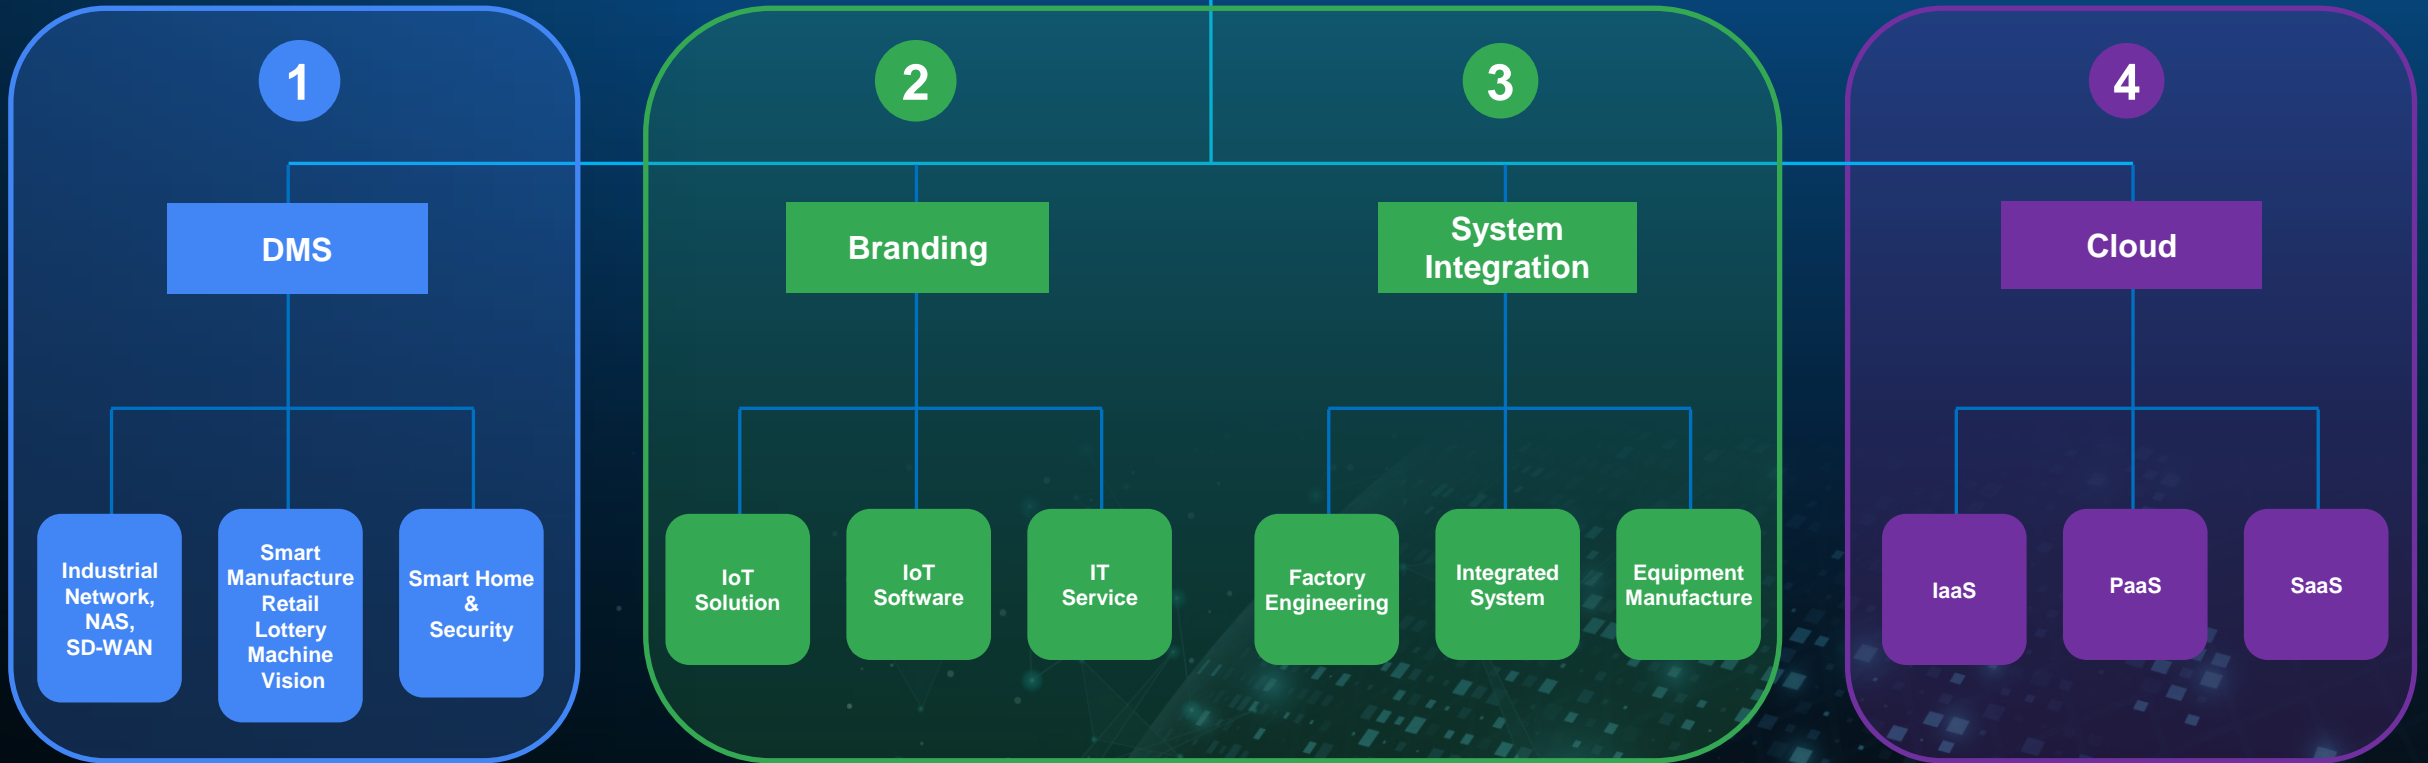 1
DMS
Industrial
Network,
NAS,
SD-WAN
Smart
Manufacture
Retail
Lottery
Machine
Vision
Smart Home
&
Security
2
Branding
IoT
Solution
IoT
Software
IT
Service
3
System
Integration
Factory
Engineering
Integrated
System
Equipment
Manufacture
4
Cloud
IaaS
PaaS
SaaS